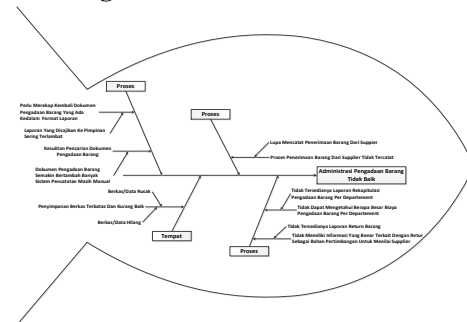 Proses
Perlu Merekap Kembali Dokumen
Pengadaan Barang Yang Ada
Kedalam Format Laporan
Laporan Yang Disajikan Ke Pimpinan
Sering Terlambat
Kesulitan Pencarian Dokumen
Pengadaan Barang
Dokumen Pengadaan Barang
Semakin Bertambah Banyak
Sistem Pencatatan Masih Manual
Proses
Lupa Mencatat Penerimaan Barang Dari Suppier
Proses Penerimaan Barang Dari Supplier Tidak Tercatat
Administrasi Pengadaan Barang
Tidak Baik
Berkas/Data Rusak
Penyimpanan Berkas Terbatas Dan Kurang Baik
Berkas/Data Hilang
Tempat
Tidak Tersedianya Laporan Rekapitulasi
Pengadaan Barang Per Departement
Tidak Dapat Mengetahui Berapa Besar Biaya
Pengadaan Barang Per Departement
Tidak Tersedianya Laporan Return Barang
Tidak Memiliki Informasi Yang Benar Terkait Dengan Retur
Sebagai Bahan Pertimbangan Untuk Menilai Supplier
Proses